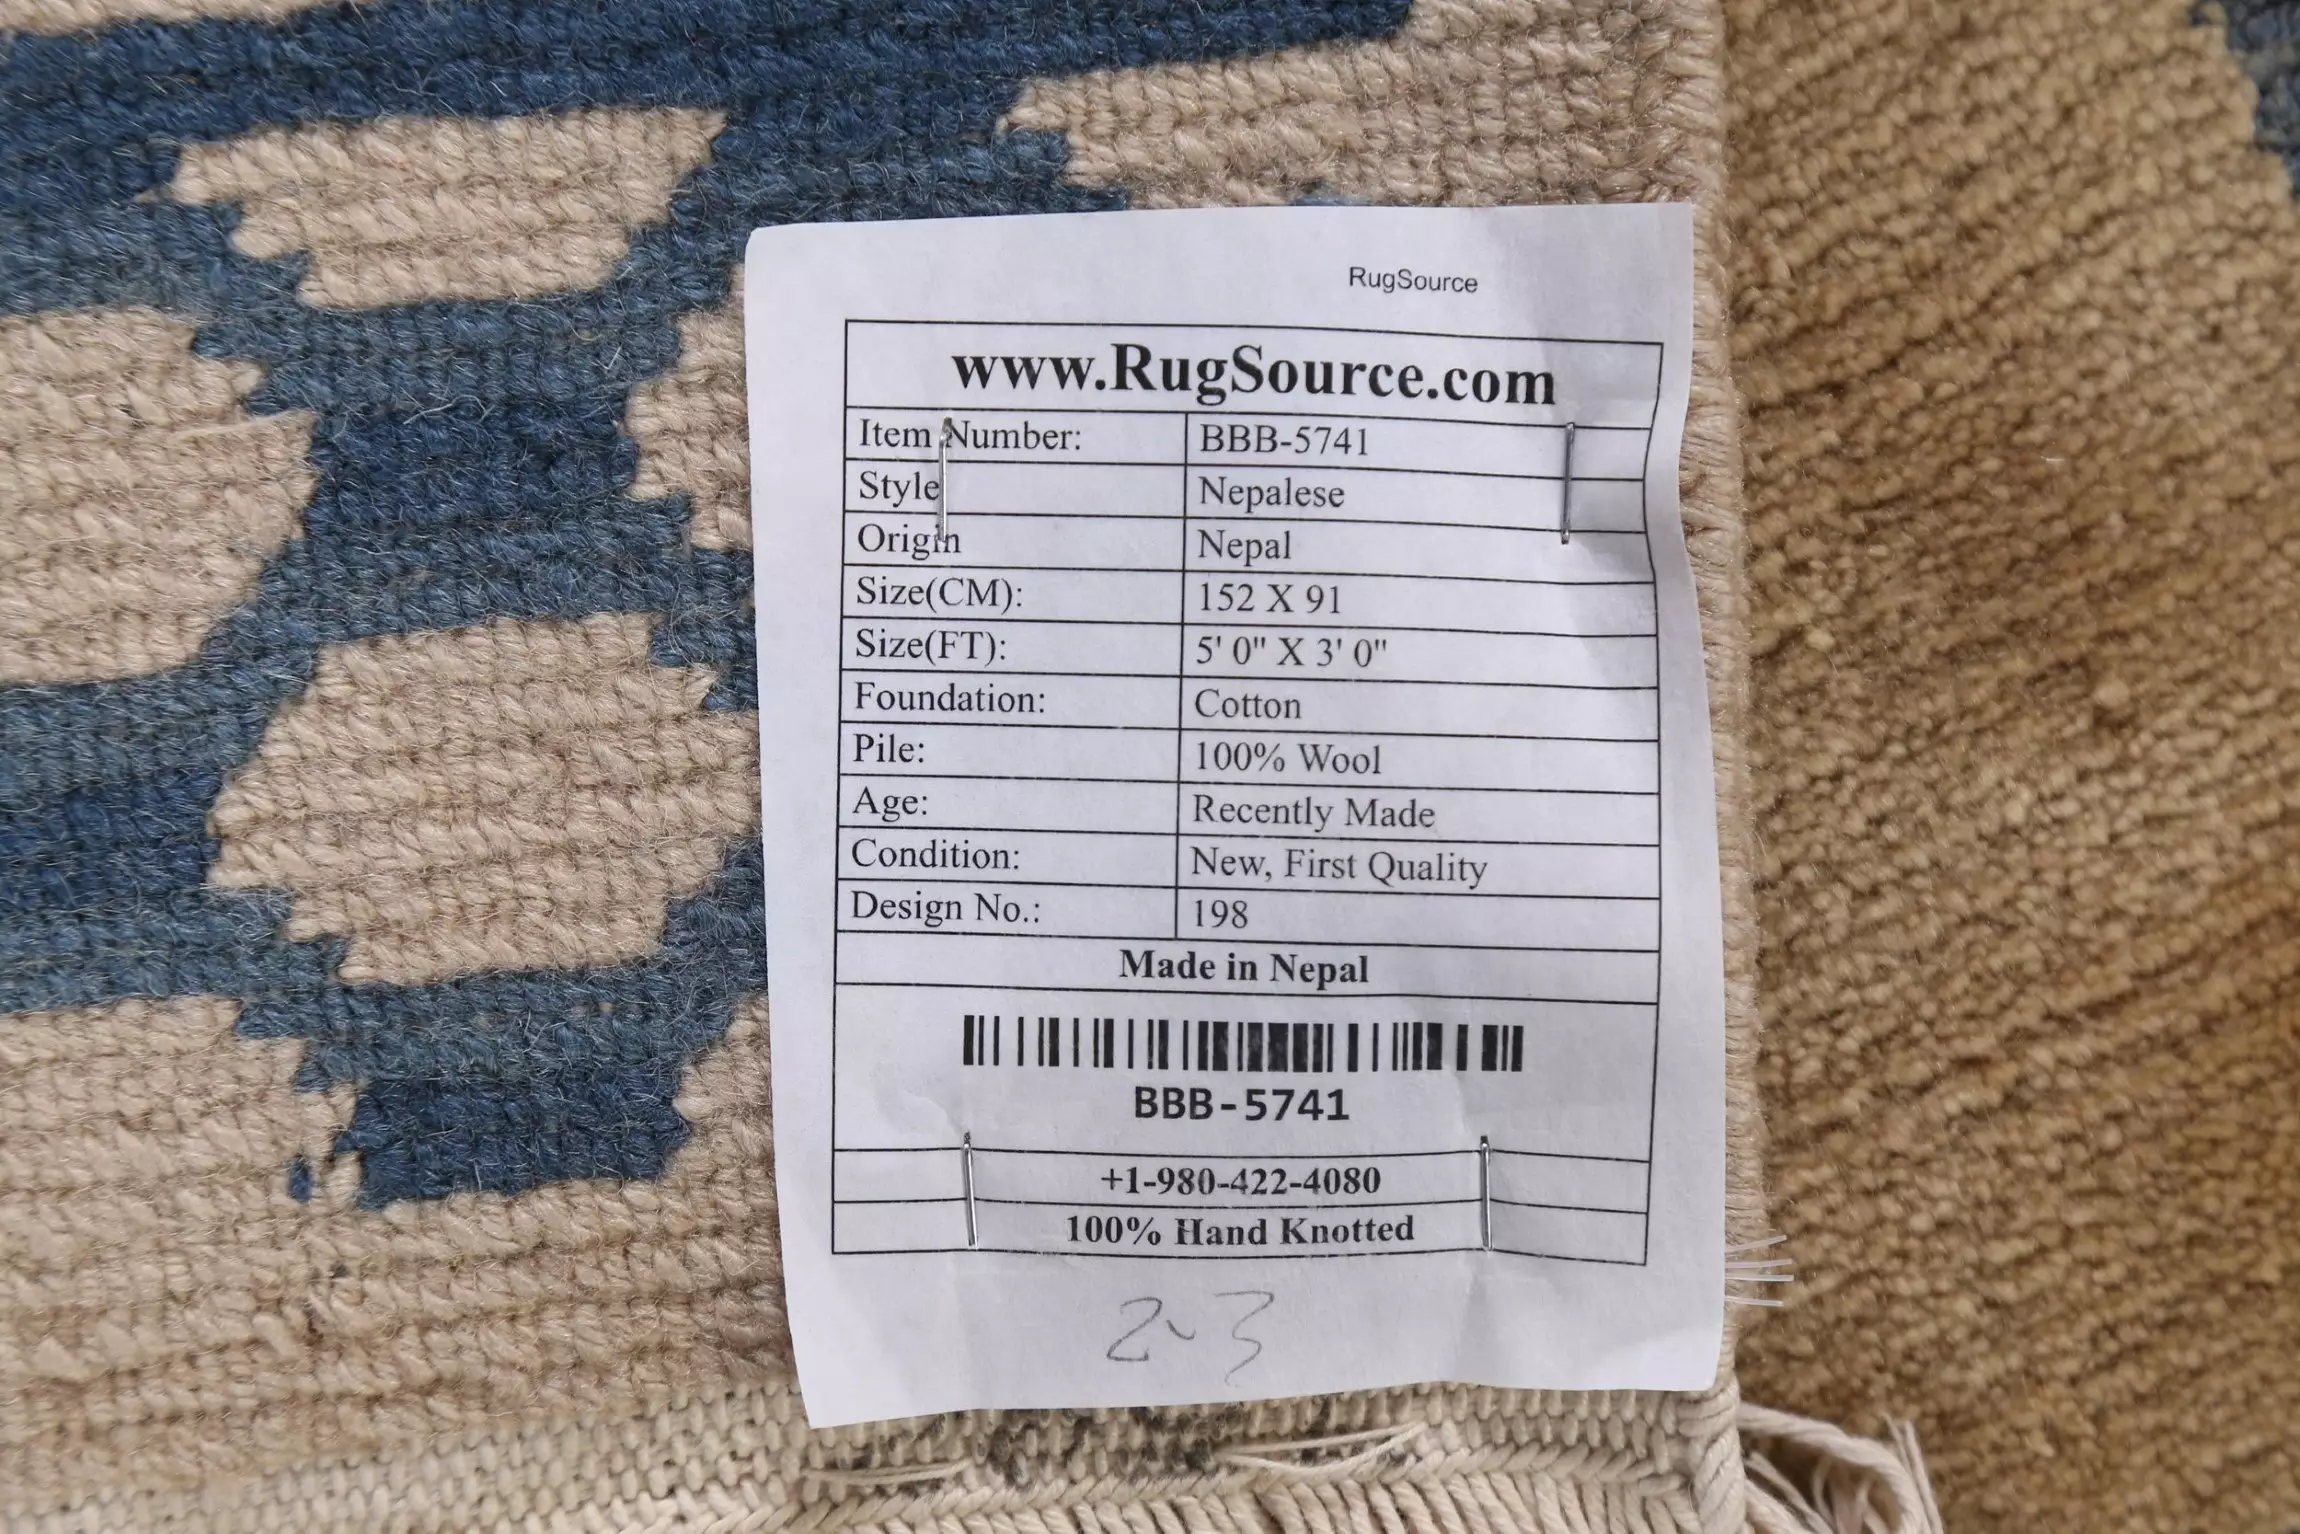 RugSource
www.RugSource.com
Item Number: BBB-5741
Style Nepalese
Origin Nepal
Size(CM): 152 X 91
Size(FT): 5' 0" X 3' 0"
Foundation: Cotton
Pile: 100% Wool
Age: Recently Made
Condition: New, First Quality
Design No.: 198
Made in Nepal
BBB-5741
+1-980-422-4080
100% Hand Knotted
2-3